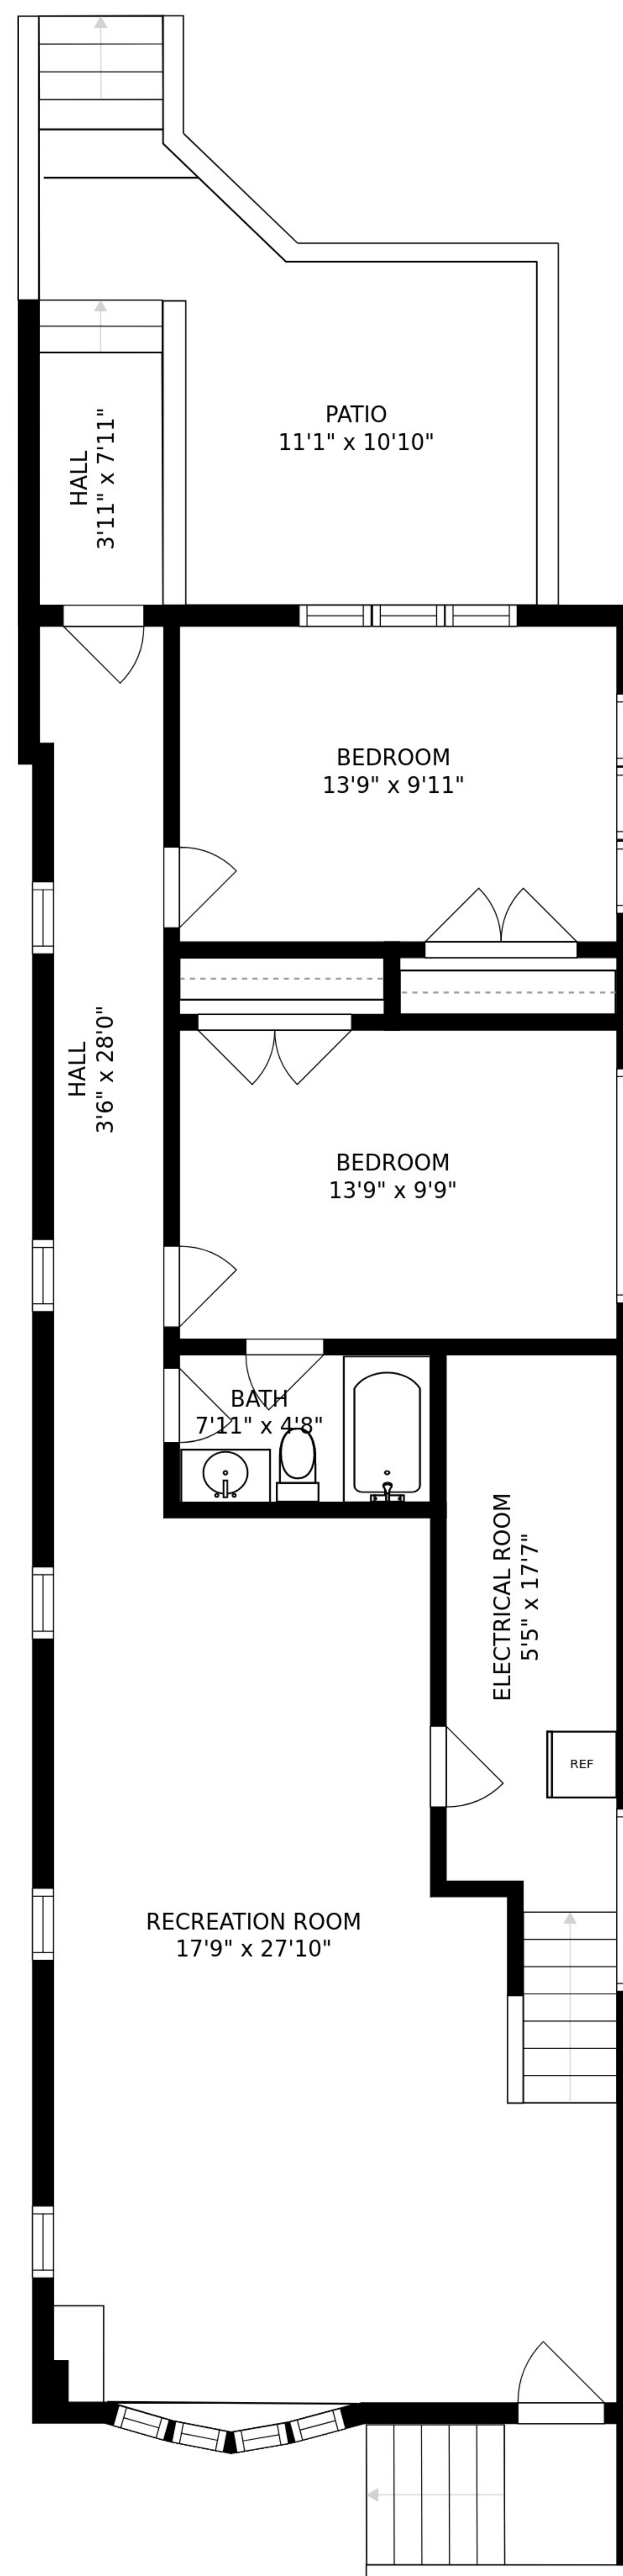 PATIO
11'1" x 10'10"
HALL
3'11" x 7'11"
BEDROOM
13'9" x 9'11"
HALL
3'6" x 28'0"
BEDROOM
13'9" x 9'9"
BATH
7'11" x 4'8"
ELECTRICAL ROOM
5'5" x 17'7"
REF
RECREATION ROOM
17'9" x 27'10"